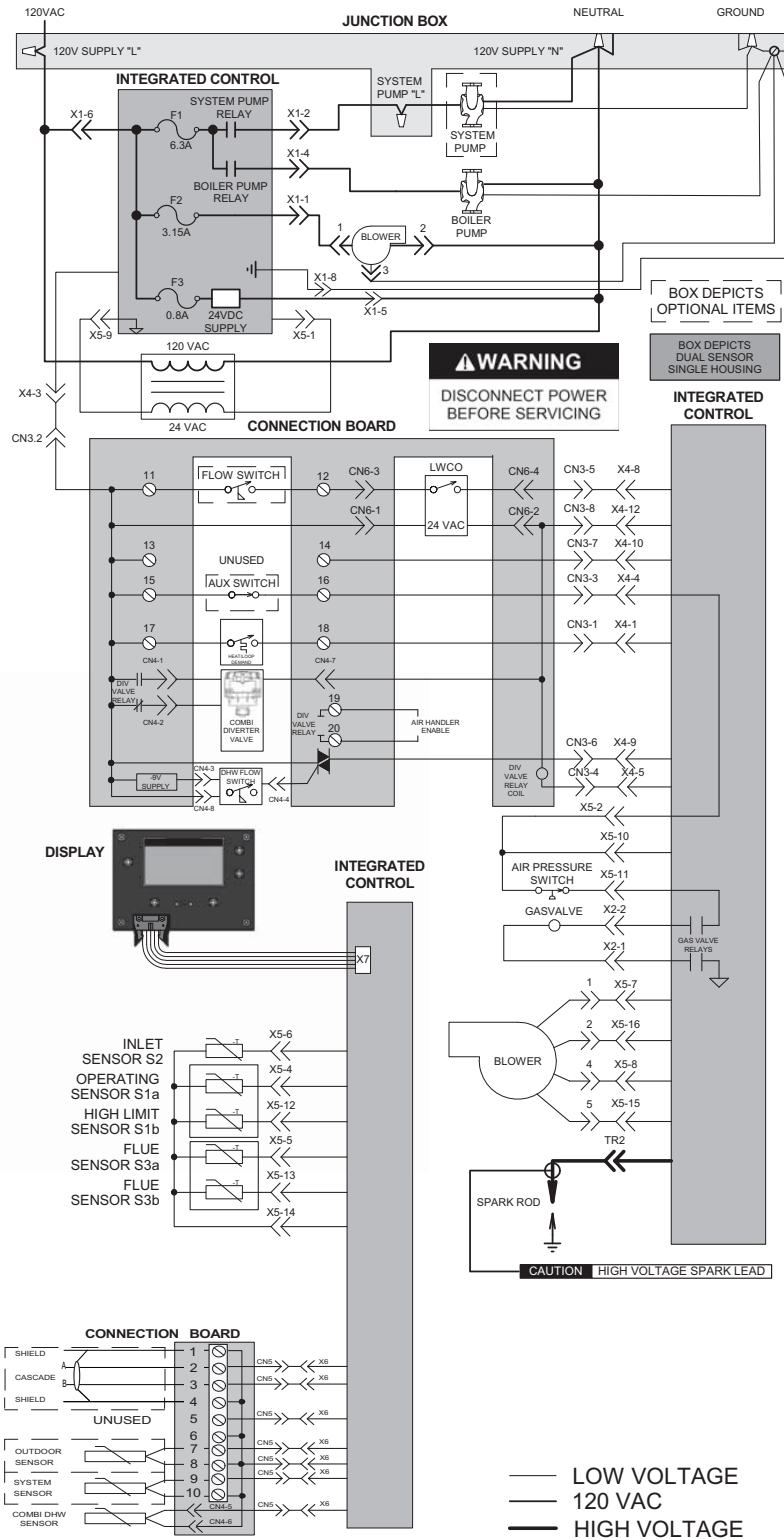 120VAC
JUNCTION BOX
NEUTRAL
GROUND
120V SUPPLY "L"
120V SUPPLY "N"
INTEGRATED CONTROL
SYSTEM
PUMP "L"
SYSTEM PUMP
RELAY
X1-6
F1
6.3A
X1-2
SYSTEM
PUMP
X1-4
BOILER PUMP
RELAY
BOILER
PUMP
F2
3.15A
X1-1
1
BLOWER
2
3
X1-8
F3
0.8A
24VDC
SUPPLY
X1-5
X5-9
X5-1
120 VAC
24 VAC
BOX DEPICTS
OPTIONAL ITEMS
BOX DEPICTS
DUAL SENSOR
SINGLE HOUSING
WARNING
DISCONNECT POWER
BEFORE SERVICING
X4-3
CN3.2
CONNECTION BOARD
INTEGRATED
CONTROL
11
FLOW SWITCH
12
CN6-3
LWCO
CN6-4
CN3-5
X4-8
CN6-1
24 VAC
CN6-2
CN3-8
X4-12
13
UNUSED
14
CN3-7
X4-10
15
AUX SWITCH
16
CN3-3
X4-4
17
HEAT/LOOP
DEMAND
18
CN3-1
X4-1
CN4-1
CN4-7
DIV
VALVE
RELAY
CN4-2
COMBI
DIVERTER
VALVE
DIV
VALVE
RELAY
19
20
AIR HANDLER
ENABLE
-9V
SUPPLY
CN4-3
DHW FLOW
SWITCH
CN4-8
CN4-4
DIV
VALVE
RELAY
COIL
CN3-6
X4-9
CN3-4
X4-5
X5-2
X5-10
AIR PRESSURE
SWITCH
X5-11
GASVALVE
X2-2
X2-1
GAS VALVE
RELAYS
DISPLAY
INTEGRATED
CONTROL
X7
BLOWER
1
X5-7
2
X5-16
4
X5-8
5
X5-15
TR2
SPARK ROD
CAUTION HIGH VOLTAGE SPARK LEAD
INLET
SENSOR S2
-T
X5-6
OPERATING
SENSOR S1a
-T
X5-4
HIGH LIMIT
SENSOR S1b
-T
X5-12
FLUE
SENSOR S3a
-T
X5-5
FLUE
SENSOR S3b
-T
X5-13
X5-14
CONNECTION BOARD
SHIELD
A
CASCADE
B
SHIELD
UNUSED
OUTDOOR
SENSOR
SYSTEM
SENSOR
COMBI DHW
SENSOR
1
2
CN5
X6
3
CN5
X6
4
5
CN5
X6
6
7
CN5
X6
8
CN5
X6
9
CN5
X6
10
CN4-5
CN5
X6
CN4-6
LOW VOLTAGE
120 VAC
HIGH VOLTAGE